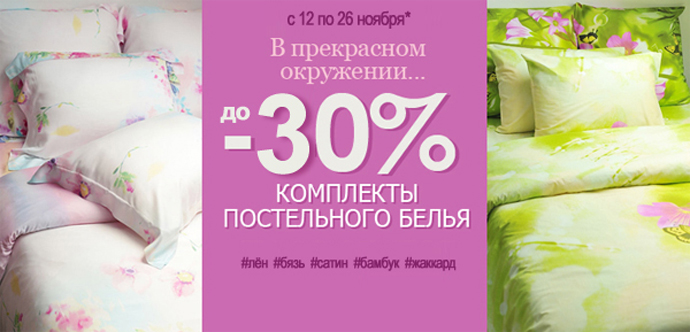 с 12 по 26 ноября*
В прекрасном
окружении...
до
-30%
КОМПЛЕКТЫ
ПОСТЕЛЬНОГО БЕЛЬЯ
#лён #бязь #сатин #бамбук #жаккард